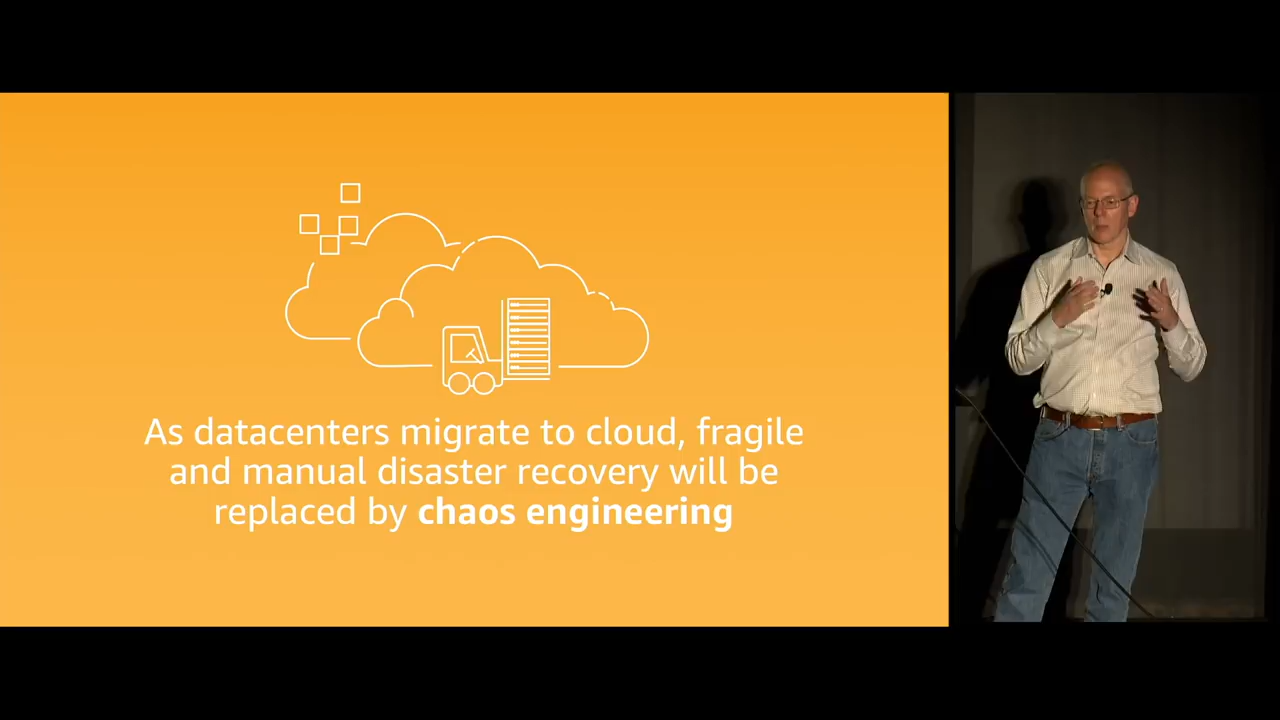 As datacenters migrate to cloud, fragile
and manual disaster recovery will be
replaced by chaos engineering